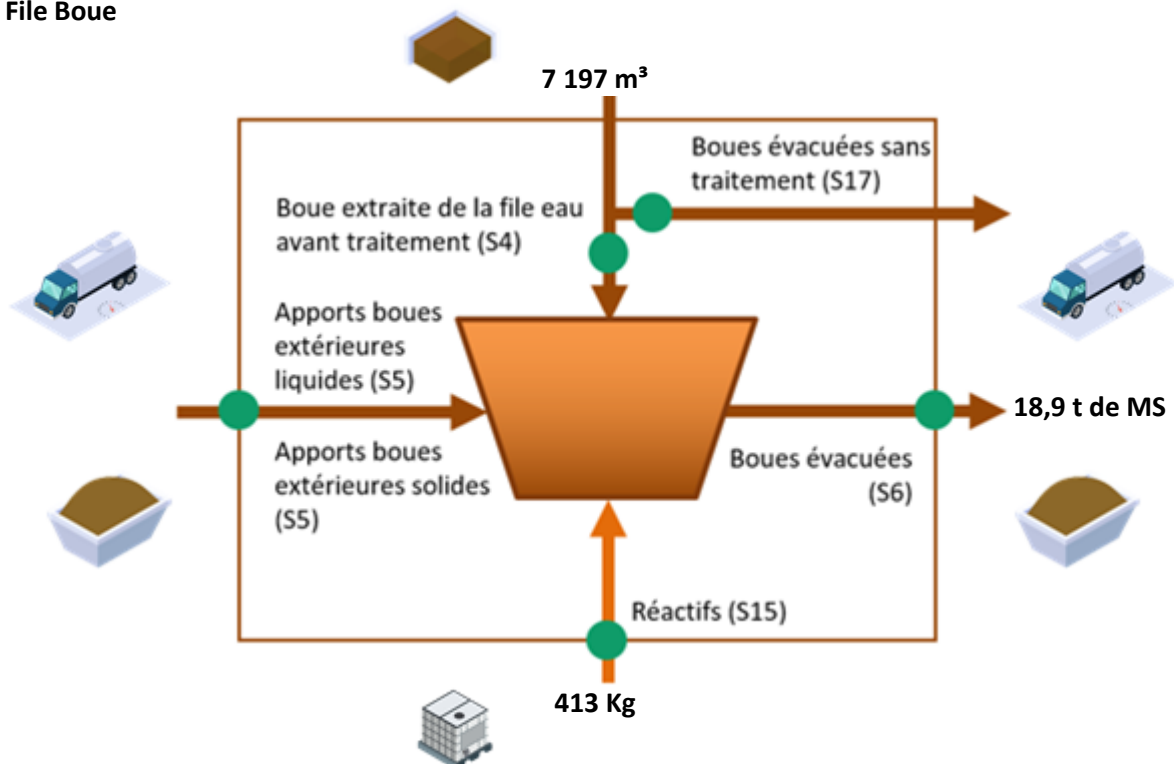 File Boue
7 197 m³
Boues évacuées sans
traitement (S17)
Boue extraite de la file eau
avant traitement (S4)
Apports boues
extérieures
liquides (S5)
18,9 t de MS
Apports boues
extérieures solides
(S5)
Boues évacuées
(S6)
Réactifs (S15)
413 Kg